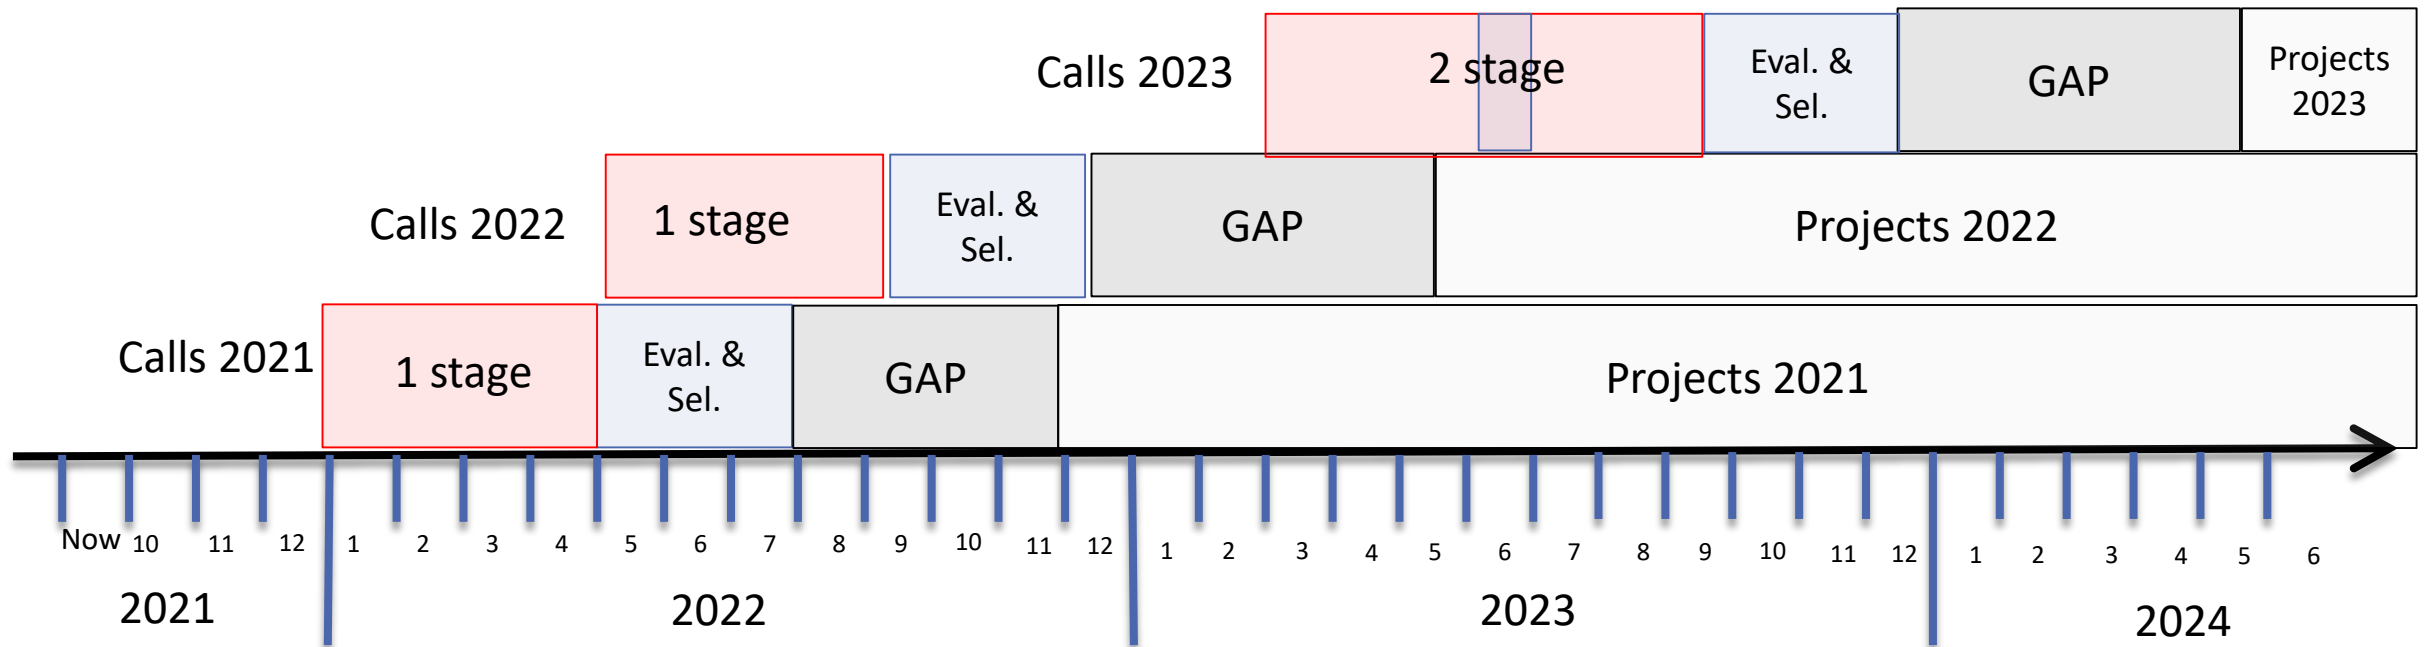 Calls 2023
2 stage
Eval. &
Sel.
GAP
Projects
2023
Calls 2022
1 stage
Eval. &
Sel.
GAP
Projects 2022
Calls 2021
1 stage
Eval. &
Sel.
GAP
Projects 2021
Now 10 11 12 1 2 3 4 5 6 7 8 9 10 11 12 1 2 3 4 5 6 7 8 9 10 11 12 1 2 3 4 5 6
2021 2022 2023 2024